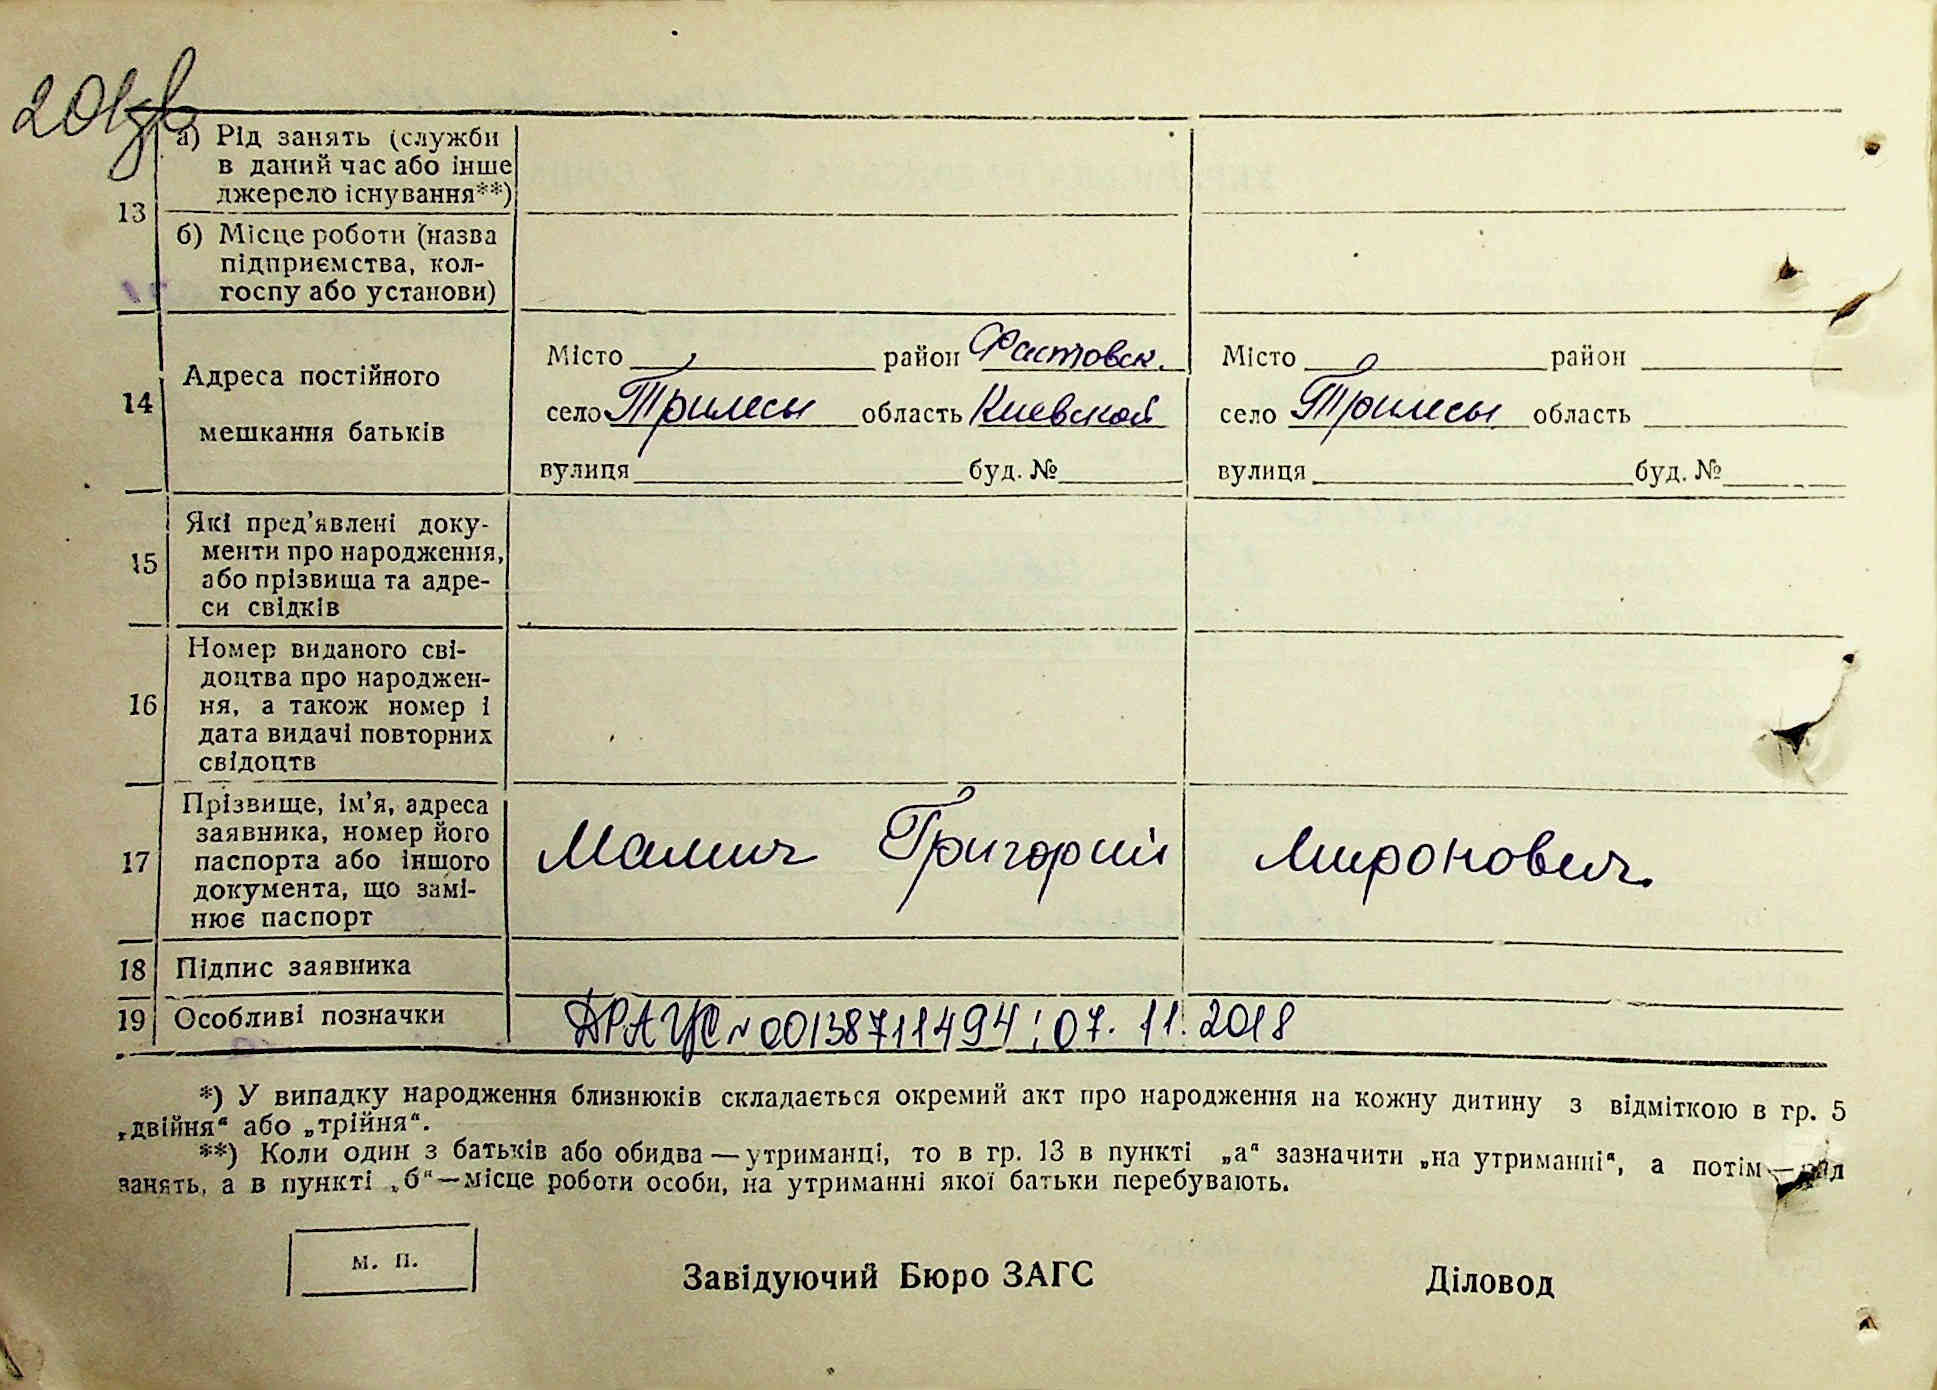 201зв
13
а) Рід занять (служби
в даний час або інше
джерело існування**)
б) Місце роботи (назва
підприємства, кол-
госпу або установи)
14
Адреса постійного
мешкання батьків
Місто район Фастовск.
село Трилесы область Киевской
вулиця буд. №
Місто район
село Трилесы область
вулиця буд. №
15
Які пред'явлені доку-
менти про народження,
або прізвища та адре-
си свідків
16
Номер виданого сві-
доцтва про народжен-
ня, а також номер і
дата видачі повторних
свідоцтв
17
Прізвище, ім'я, адреса
заявника, номер його
паспорта або іншого
документа, що замі-
нює паспорт
Малич Григорий Миронович.
18 Підпис заявника
19 Особливі позначки
ДРАЦС № 00138711494; 07.11.2018
*) У випадку народження близнюків складається окремий акт про народження на кожну дитину з відміткою в гр. 5
„двійня“ або „трійня“.
**) Коли один з батьків або обидва — утриманці, то в гр. 13 в пункті „а“ зазначити „на утриманні“, а потім — рід
занять, а в пункті „б“ — місце роботи особи, на утриманні якої батьки перебувають.
м. п.
Завідуючий Бюро ЗАГС
Діловод